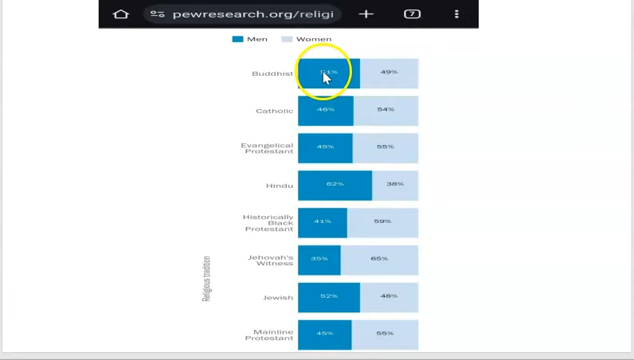 pewresearch.org/religi
7
Men Women
Buddhist 51% 49%
Catholic 46% 54%
Evangelical
Protestant 45% 55%
Hindu 62% 38%
Historically
Black
Protestant 41% 59%
Jehovah's
Witness 35% 65%
Jewish 52% 48%
Mainline
Protestant 45% 55%
Religious tradition